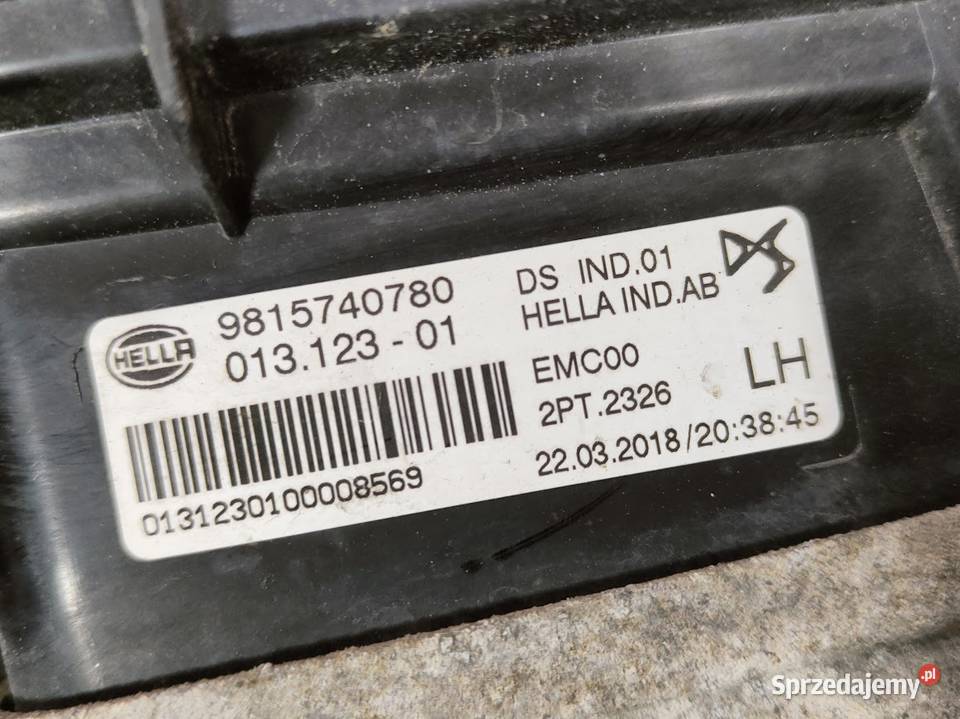 HELLA
9815740780
013.123-01
0131230100008569
DS IND.01
HELLA IND.AB
EMC00
2PT.2326
LH
22.03.2018/20:38:45
Sprzedajemy.pl